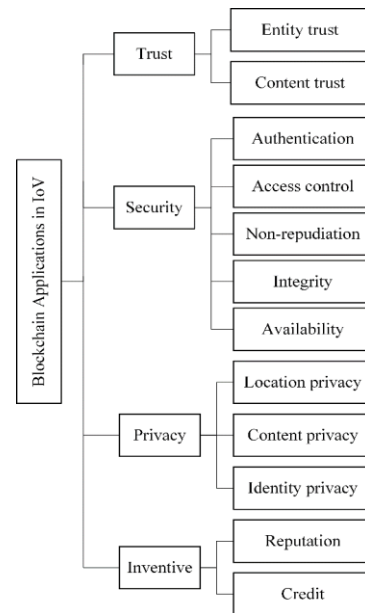 Blockchain Applications in IoV
Trust
Entity trust
Content trust
Security
Authentication
Access control
Non-repudiation
Integrity
Availability
Privacy
Location privacy
Content privacy
Identity privacy
Inventive
Reputation
Credit